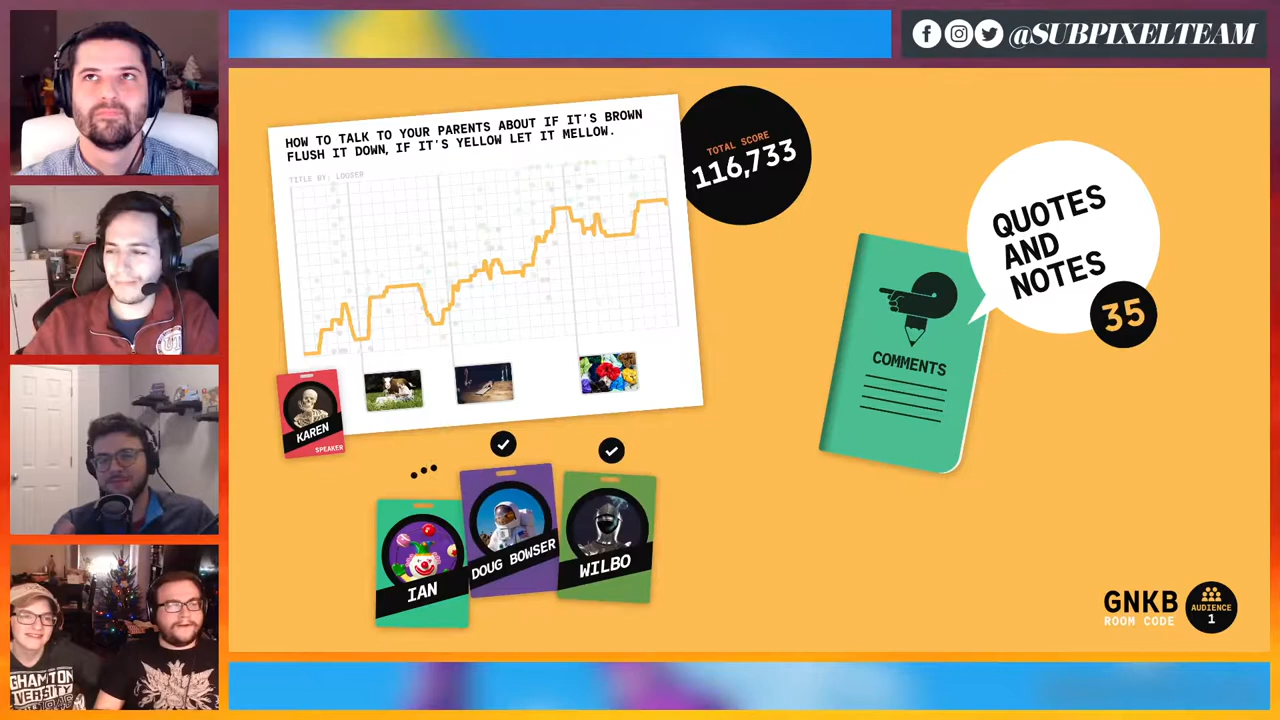 @SUBPIXELTEAM
HOW TO TALK TO YOUR PARENTS ABOUT IF IT'S BROWN
FLUSH IT DOWN, IF IT'S YELLOW LET IT MELLOW.
TITLE BY: LOUSER
TOTAL SCORE
116,733
QUOTES
AND
NOTES
35
COMMENTS
KAREN
SPEAKER
IAN
DOUG BOWSER
WILBO
GNKB
ROOM CODE
AUDIENCE
1